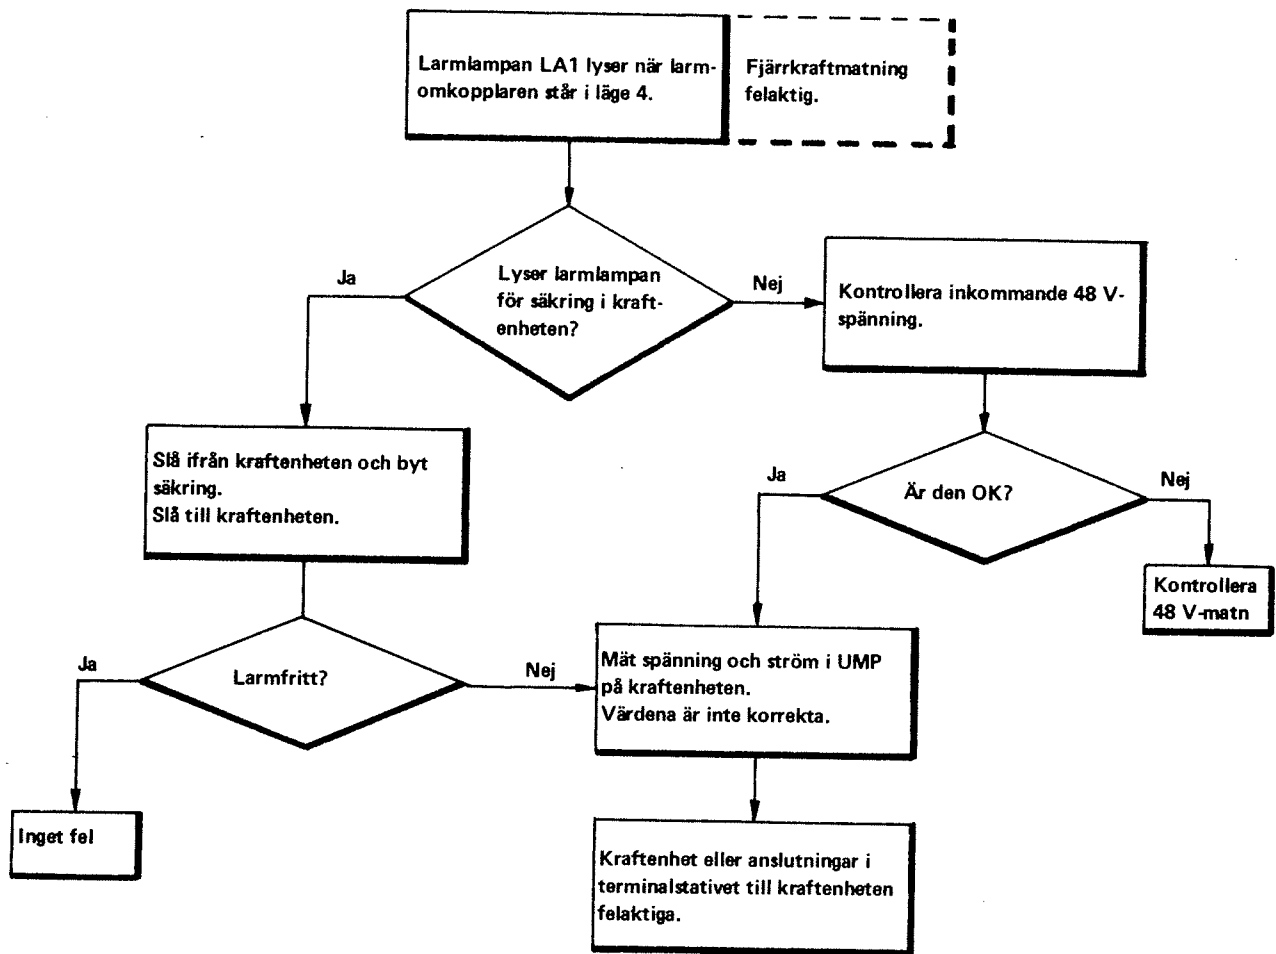 Larmlampan LA1 lyser när larm-
omkopplaren står i läge 4.
Fjärrkraftmatning
felaktig.
Lyser larmlampan
för säkring i kraft-
enheten?
Ja
Nej
Kontrollera inkommande 48 V-
spänning.
Slå ifrån kraftenheten och byt
säkring.
Slå till kraftenheten.
Är den OK?
Ja
Nej
Kontrollera
48 V-matn
Larmfritt?
Ja
Nej
Mät spänning och ström i UMP
på kraftenheten.
Värdena är inte korrekta.
Inget fel
Kraftenhet eller anslutningar i
terminalstativet till kraftenheten
felaktiga.